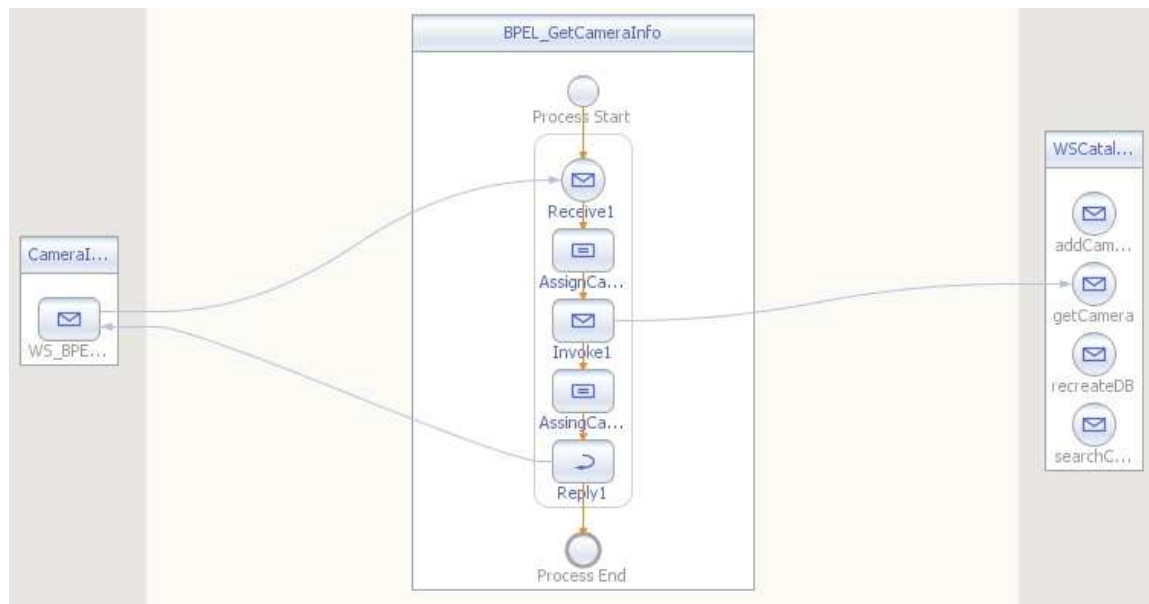 BPEL_GetCameraInfo
Process Start
Receive1
AssignCa...
Invoke1
AssingCa...
Reply1
Process End
CameraI...
WS_BPE...
WSCatal...
addCam...
getCamera
recreateDB
searchC...